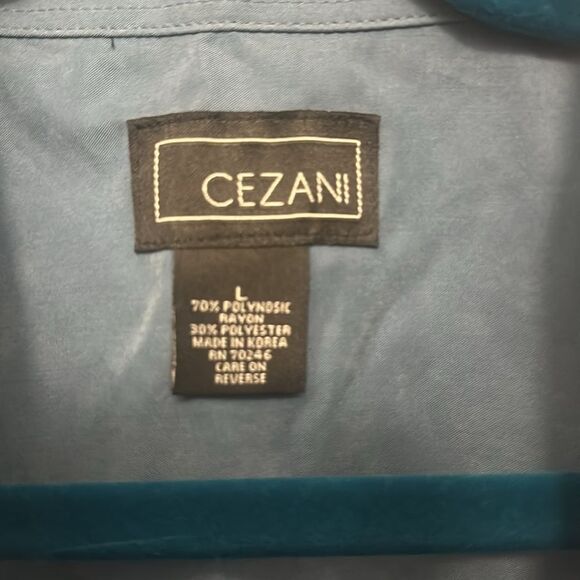 CEZANI
L
70% POLYNOSIC
RAYON
30% POLYESTER
MADE IN KOREA
RN 70246
CARE ON
REVERSE